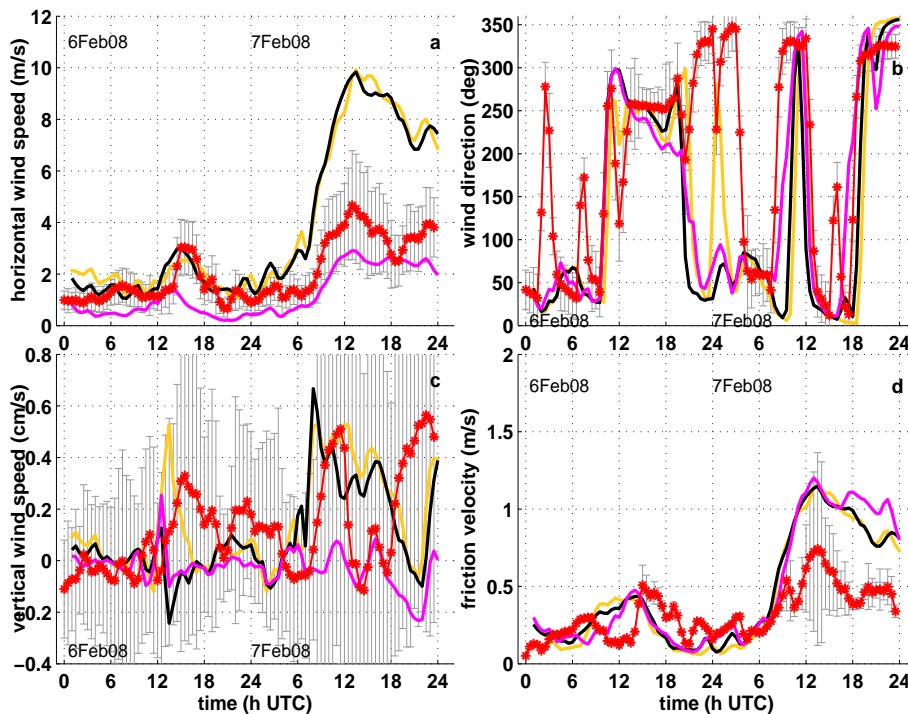 6Feb08 7Feb08 a
horizontal wind speed (m/s)
12
10
8
6
4
2
0
0 6 12 18 24 6 12 18 24
350
300
250
200
150
100
50
0
wind direction (deg)
b
6Feb08 7Feb08
0 6 12 18 24 6 12 18 24
0.8
0.6
0.4
0.2
0
−0.2
−0.4
vertical wind speed (cm/s)
c
6Feb08 7Feb08
0 6 12 18 24 6 12 18 24
time (h UTC)
2
1.5
1
0.5
0
friction velocity (m/s)
6Feb08 7Feb08 d
0 6 12 18 24 6 12 18 24
time (h UTC)